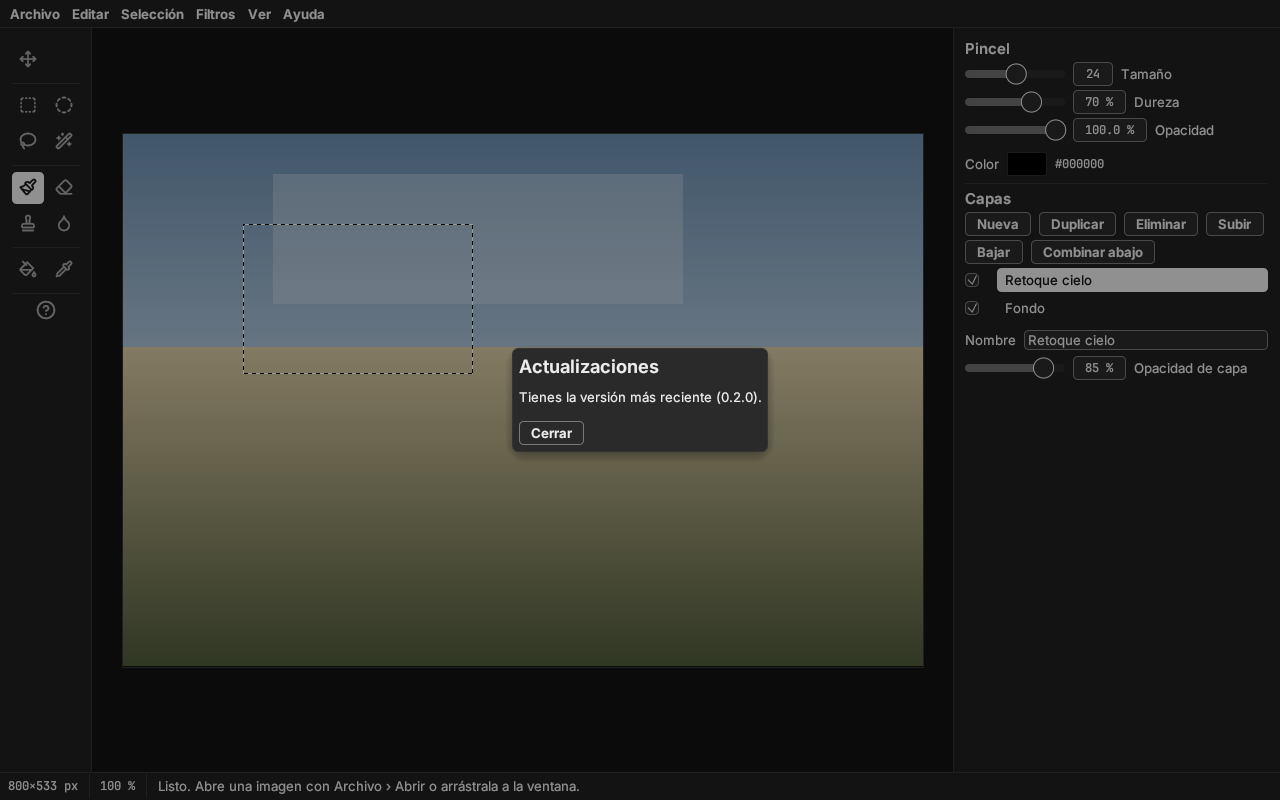 Archivo Editar Selección Filtros Ver Ayuda
Pincel
24 Tamaño
70 % Dureza
100.0 % Opacidad
Color #000000
Capas
Nueva Duplicar Eliminar Subir
Bajar Combinar abajo
Retoque cielo
Fondo
Nombre Retoque cielo
85 % Opacidad de capa
Actualizaciones
Tienes la versión más reciente (0.2.0).
Cerrar
800×533 px 100 % Listo. Abre una imagen con Archivo › Abrir o arrástrala a la ventana.